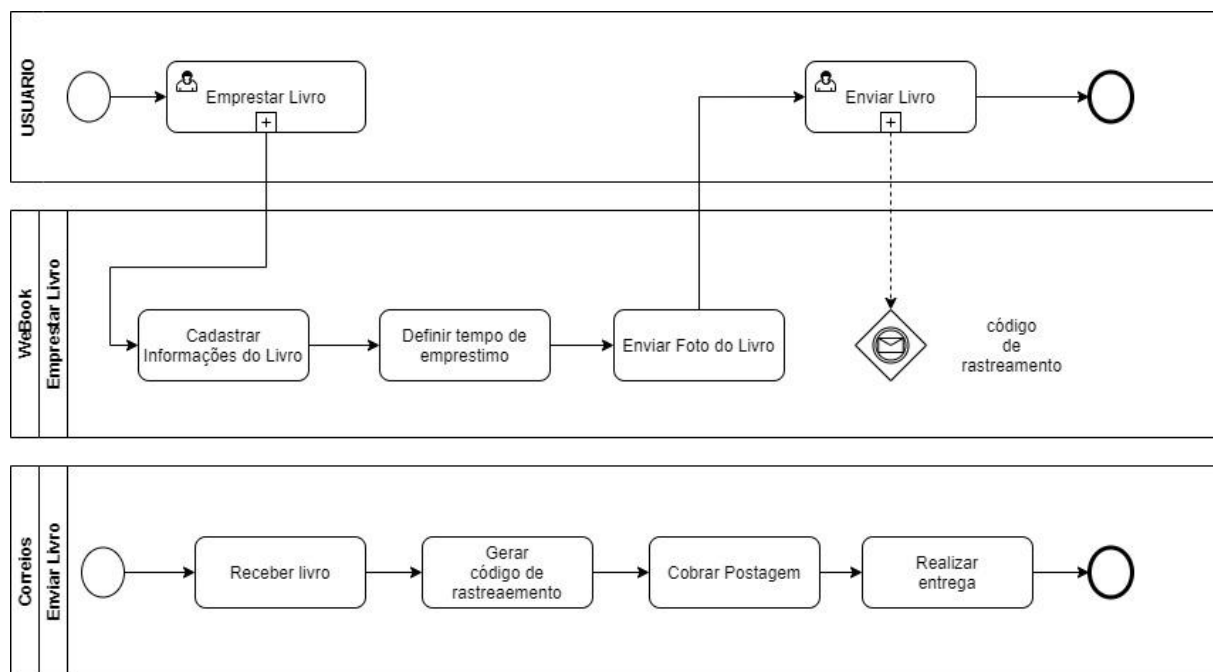 USUÁRIO
Emprestar Livro
Enviar Livro
WeBook
Emprestar Livro
Cadastrar
Informações do Livro
Definir tempo de
emprestimo
Enviar Foto do Livro
código
de
rastreamento
Correios
Enviar Livro
Receber livro
Gerar
código de
rastreaemento
Cobrar Postagem
Realizar
entrega